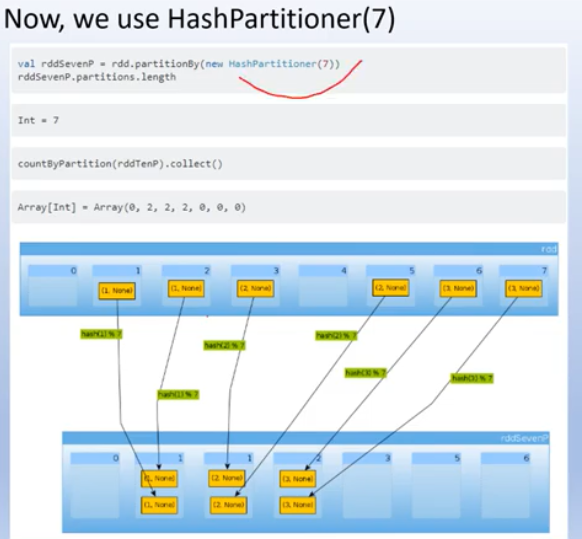 Now, we use HashPartitioner(7)
val rddSevenP = rdd.partitionBy(new HashPartitioner(7))
rddSevenP.partitions.length
Int = 7
countByPartition(rddTenP).collect()
Array[Int] = Array(0, 2, 2, 2, 0, 0, 0)
rdd
0 1 2 3 4 5 6 7
(1, None) (1, None) (2, None) (2, None) (3, None) (3, None)
hash(1) % 7
hash(2) % 7
hash(2) % 7
hash(3) % 7
hash(3) % 7
hash(1) % 7
rddSevenP
0 1 1 2 3 5 6
(1, None) (2, None) (3, None)
(1, None) (2, None) (3, None)